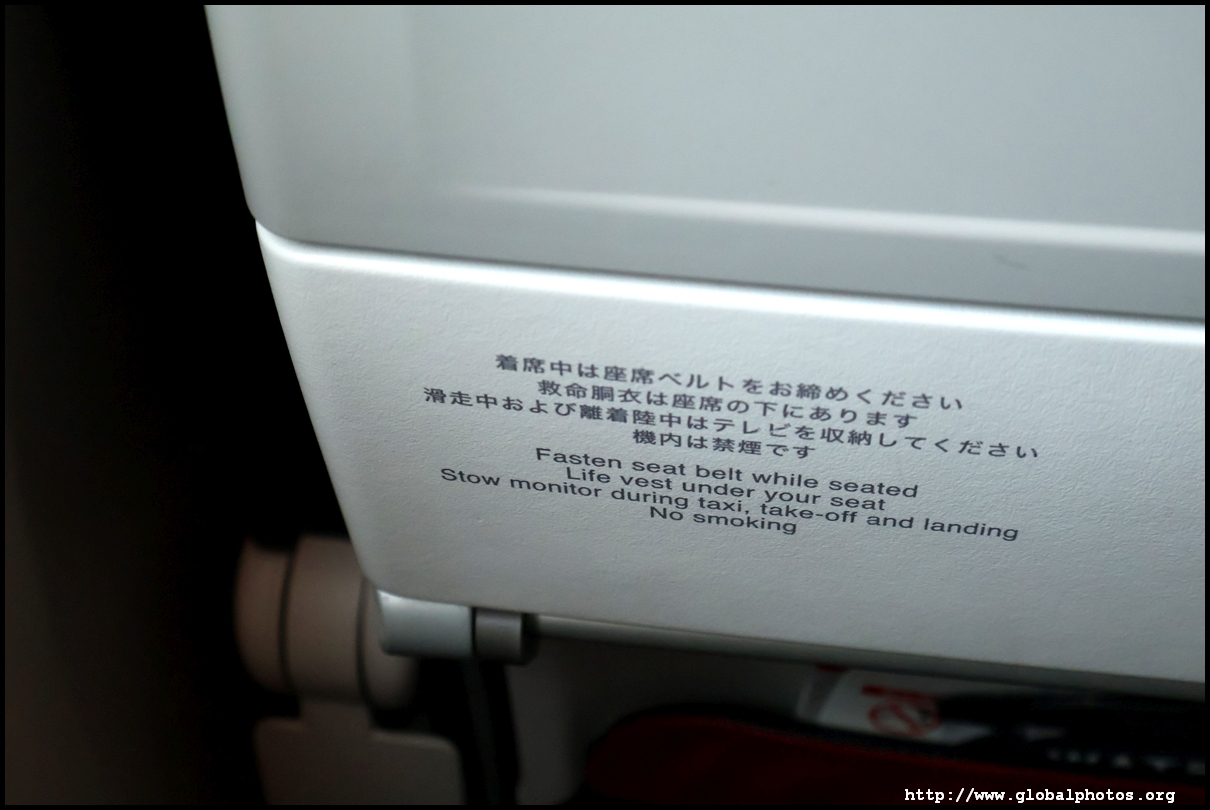 着席中は座席ベルトをお締めください
救命胴衣は座席の下にあります
滑走中および離着陸中はテレビを収納してください
機内は禁煙です
Fasten seat belt while seated
Life vest under your seat
Stow monitor during taxi, take-off and landing
No smoking
http://www.globalphotos.org